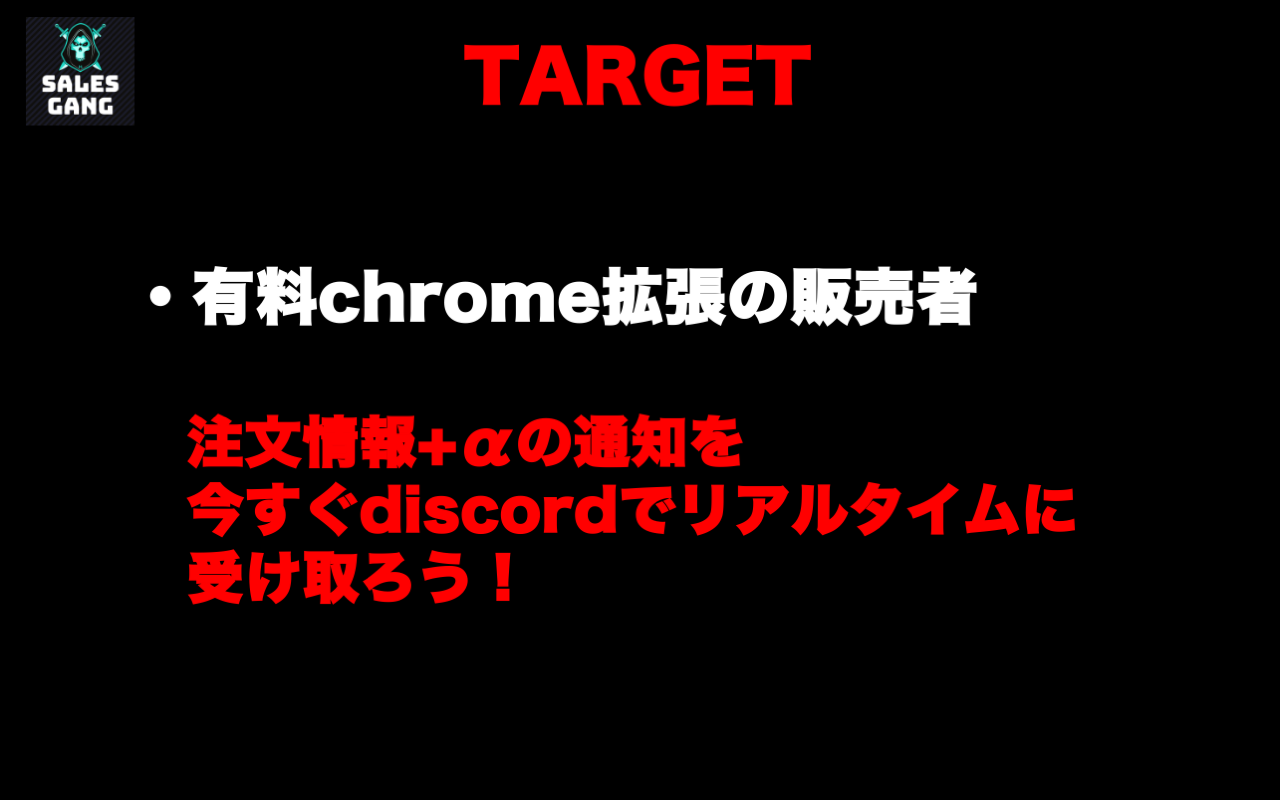 SALES
GANG
TARGET
・有料chrome拡張の販売者
注文情報+αの通知を
今すぐdiscordでリアルタイムに
受け取ろう！